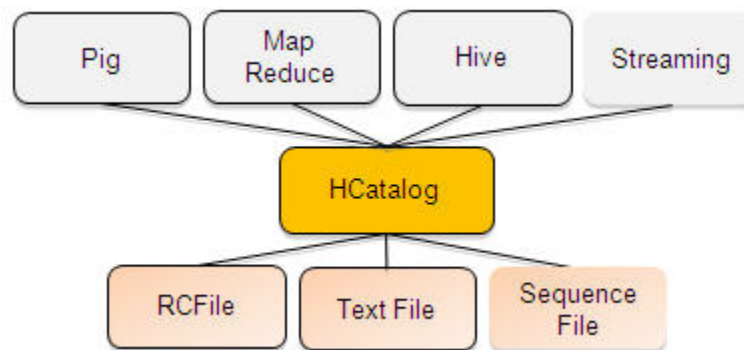 Pig
Map
Reduce
Hive
Streaming
HCatalog
RCFile
Text File
Sequence
File